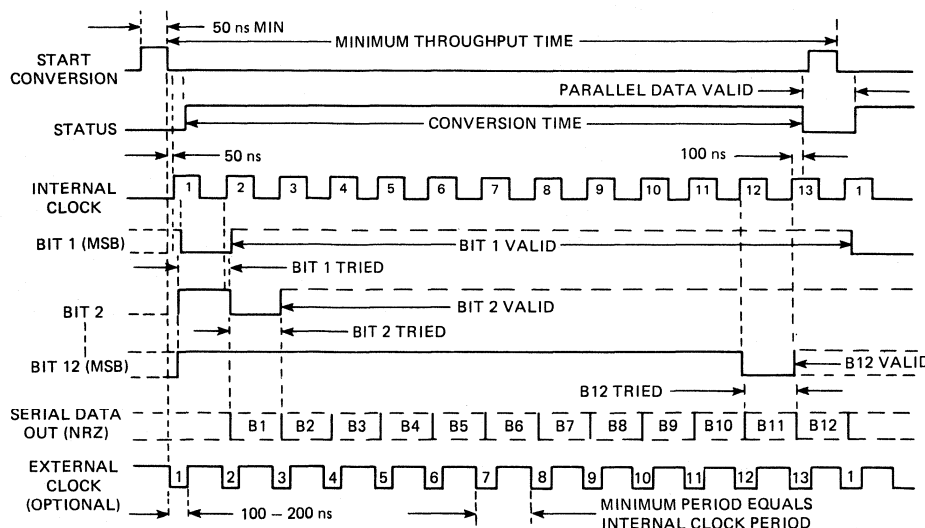 50 ns MIN
MINIMUM THROUGHPUT TIME
START
CONVERSION
PARALLEL DATA VALID
STATUS
CONVERSION TIME
50 ns
100 ns
INTERNAL
CLOCK
1 2 3 4 5 6 7 8 9 10 11 12 13 1
BIT 1 (MSB)
BIT 1 VALID
BIT 1 TRIED
BIT 2
BIT 2 VALID
BIT 2 TRIED
BIT 12 (MSB)
B12 VALID
B12 TRIED
SERIAL DATA
OUT (NRZ)
B1 B2 B3 B4 B5 B6 B7 B8 B9 B10 B11 B12
EXTERNAL
CLOCK
(OPTIONAL)
1 2 3 4 5 6 7 8 9 10 11 12 13 1
100 – 200 ns
MINIMUM PERIOD EQUALS
INTERNAL CLOCK PERIOD